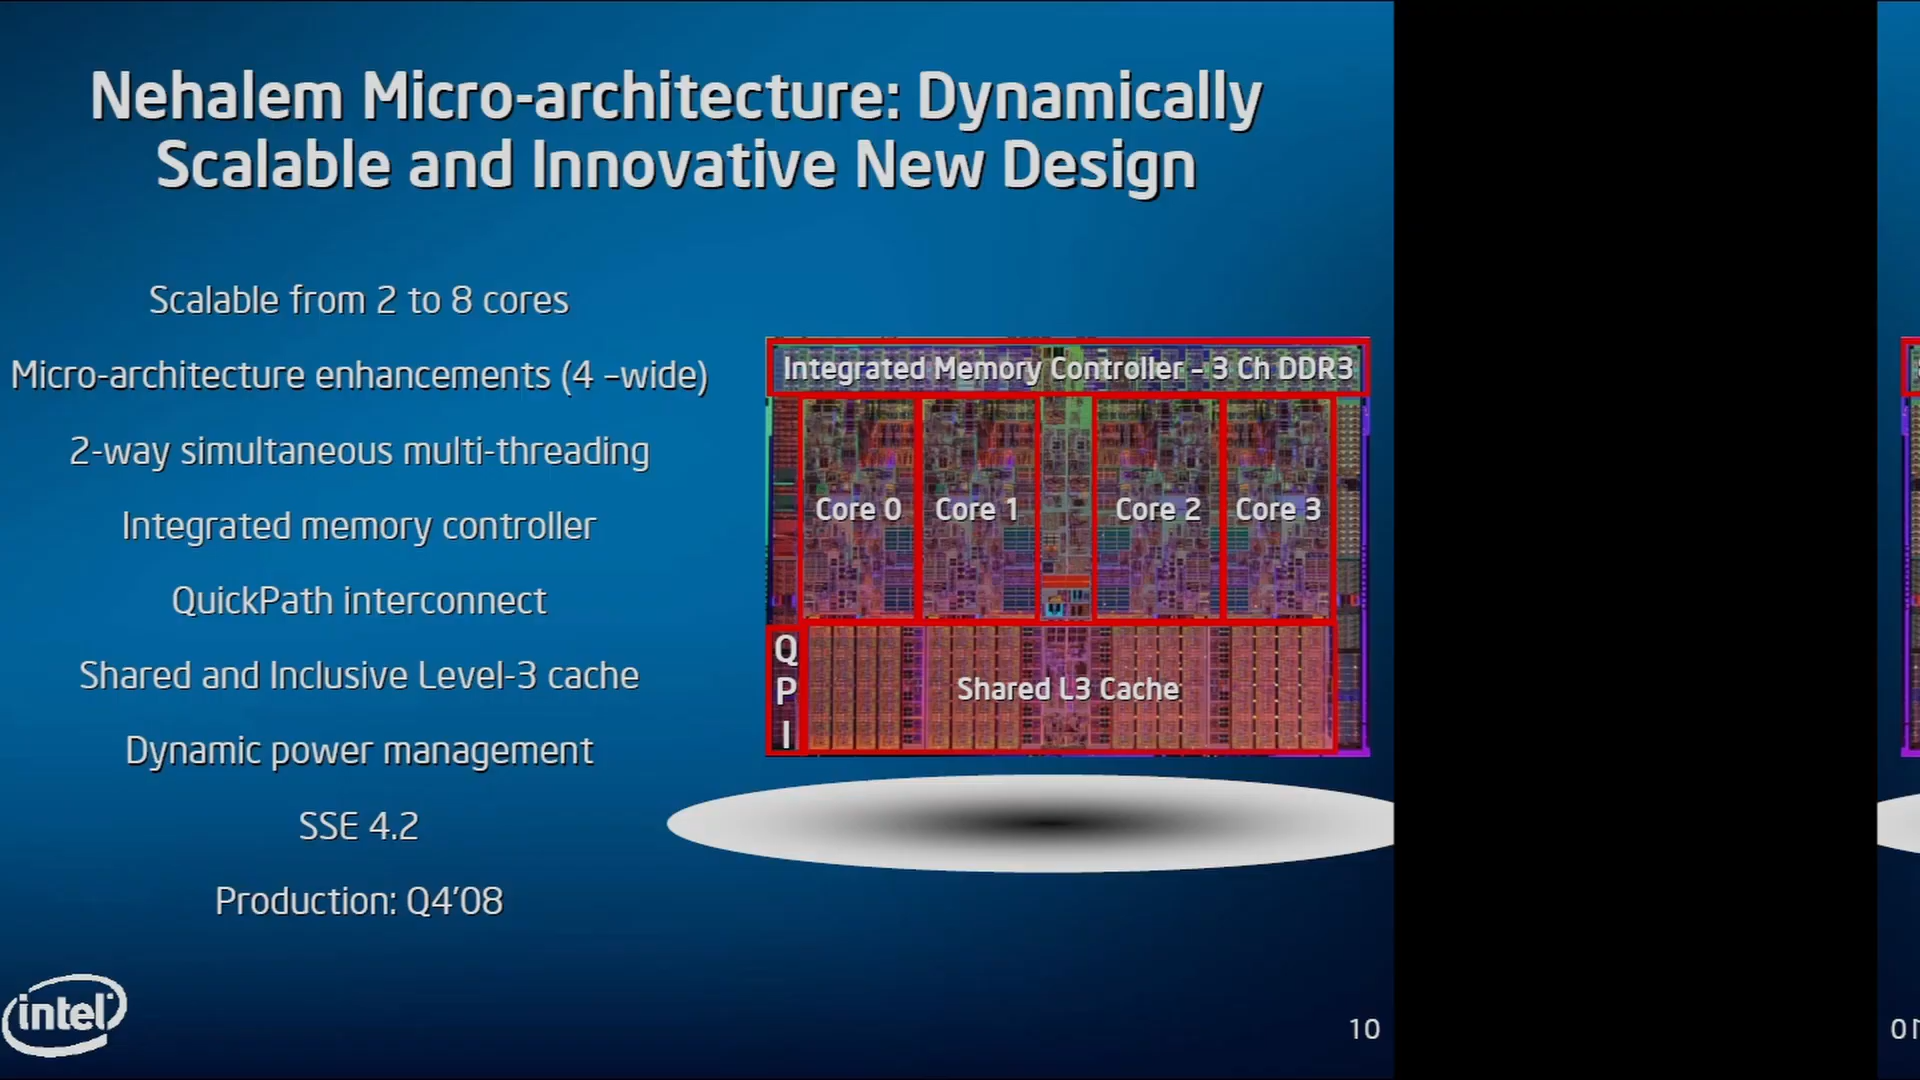 Nehalem Micro-architecture: Dynamically
Scalable and Innovative New Design
Scalable from 2 to 8 cores
Micro-architecture enhancements (4 –wide)
2-way simultaneous multi-threading
Integrated memory controller
QuickPath interconnect
Shared and Inclusive Level-3 cache
Dynamic power management
SSE 4.2
Production: Q4'08
Integrated Memory Controller – 3 Ch DDR3
Core 0 Core 1 Core 2 Core 3
Q
P
I
Shared L3 Cache
intel
10